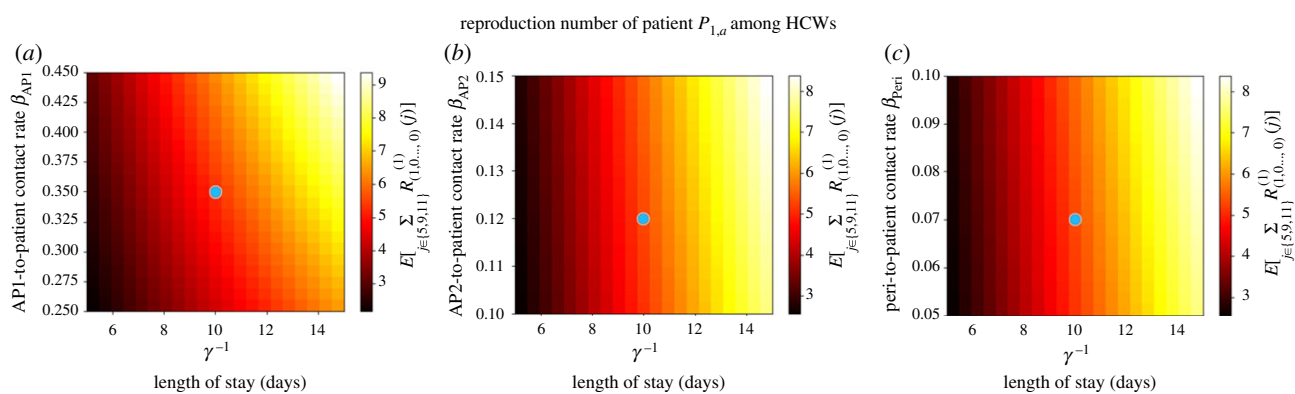 reproduction number of patient P1,a among HCWs
(a)
AP1-to-patient contact rate βAP1
0.450
0.425
0.400
0.375
0.350
0.325
0.300
0.275
0.250
6 8 10 12 14
γ−1
length of stay (days)
9
8
7
6
5
4
3
E[ Σ j∈{5,9,11} R(1)(1,0..., 0) (j)]
(b)
AP2-to-patient contact rate βAP2
0.15
0.14
0.13
0.12
0.11
0.10
6 8 10 12 14
γ−1
length of stay (days)
8
7
6
5
4
3
E[ Σ j∈{5,9,11} R(1)(1,0..., 0) (j)]
(c)
peri-to-patient contact rate βPeri
0.10
0.09
0.08
0.07
0.06
0.05
6 8 10 12 14
γ−1
length of stay (days)
8
7
6
5
4
3
E[ Σ j∈{5,9,11} R(1)(1,0..., 0) (j)]